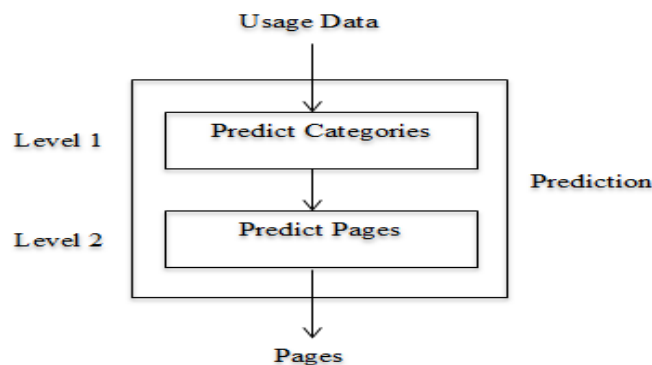 Usage Data
Level 1
Predict Categories
Prediction
Level 2
Predict Pages
Pages